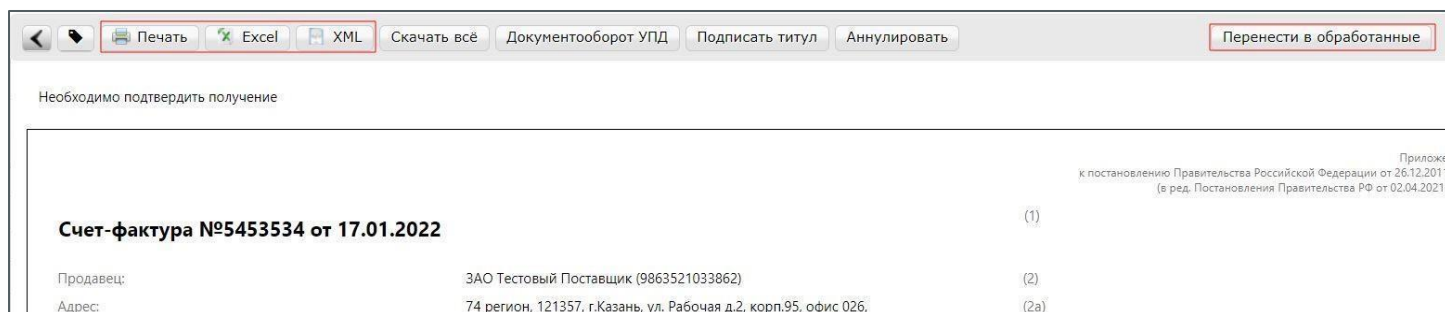 Печать Excel XML Скачать всё Документооборот УПД Подписать титул Аннулировать Перенести в обработанные
Необходимо подтвердить получение
к постановлению Правительства Российской Федерации от 26.12.2011
(в ред. Постановления Правительства РФ от 02.04.2021
Счет-фактура №5453534 от 17.01.2022 (1)
Продавец: ЗАО Тестовый Поставщик (9863521033862) (2)
Адрес: 74 регион, 121357, г.Казань, ул. Рабочая д.2, корп.95, офис 026, (2а)